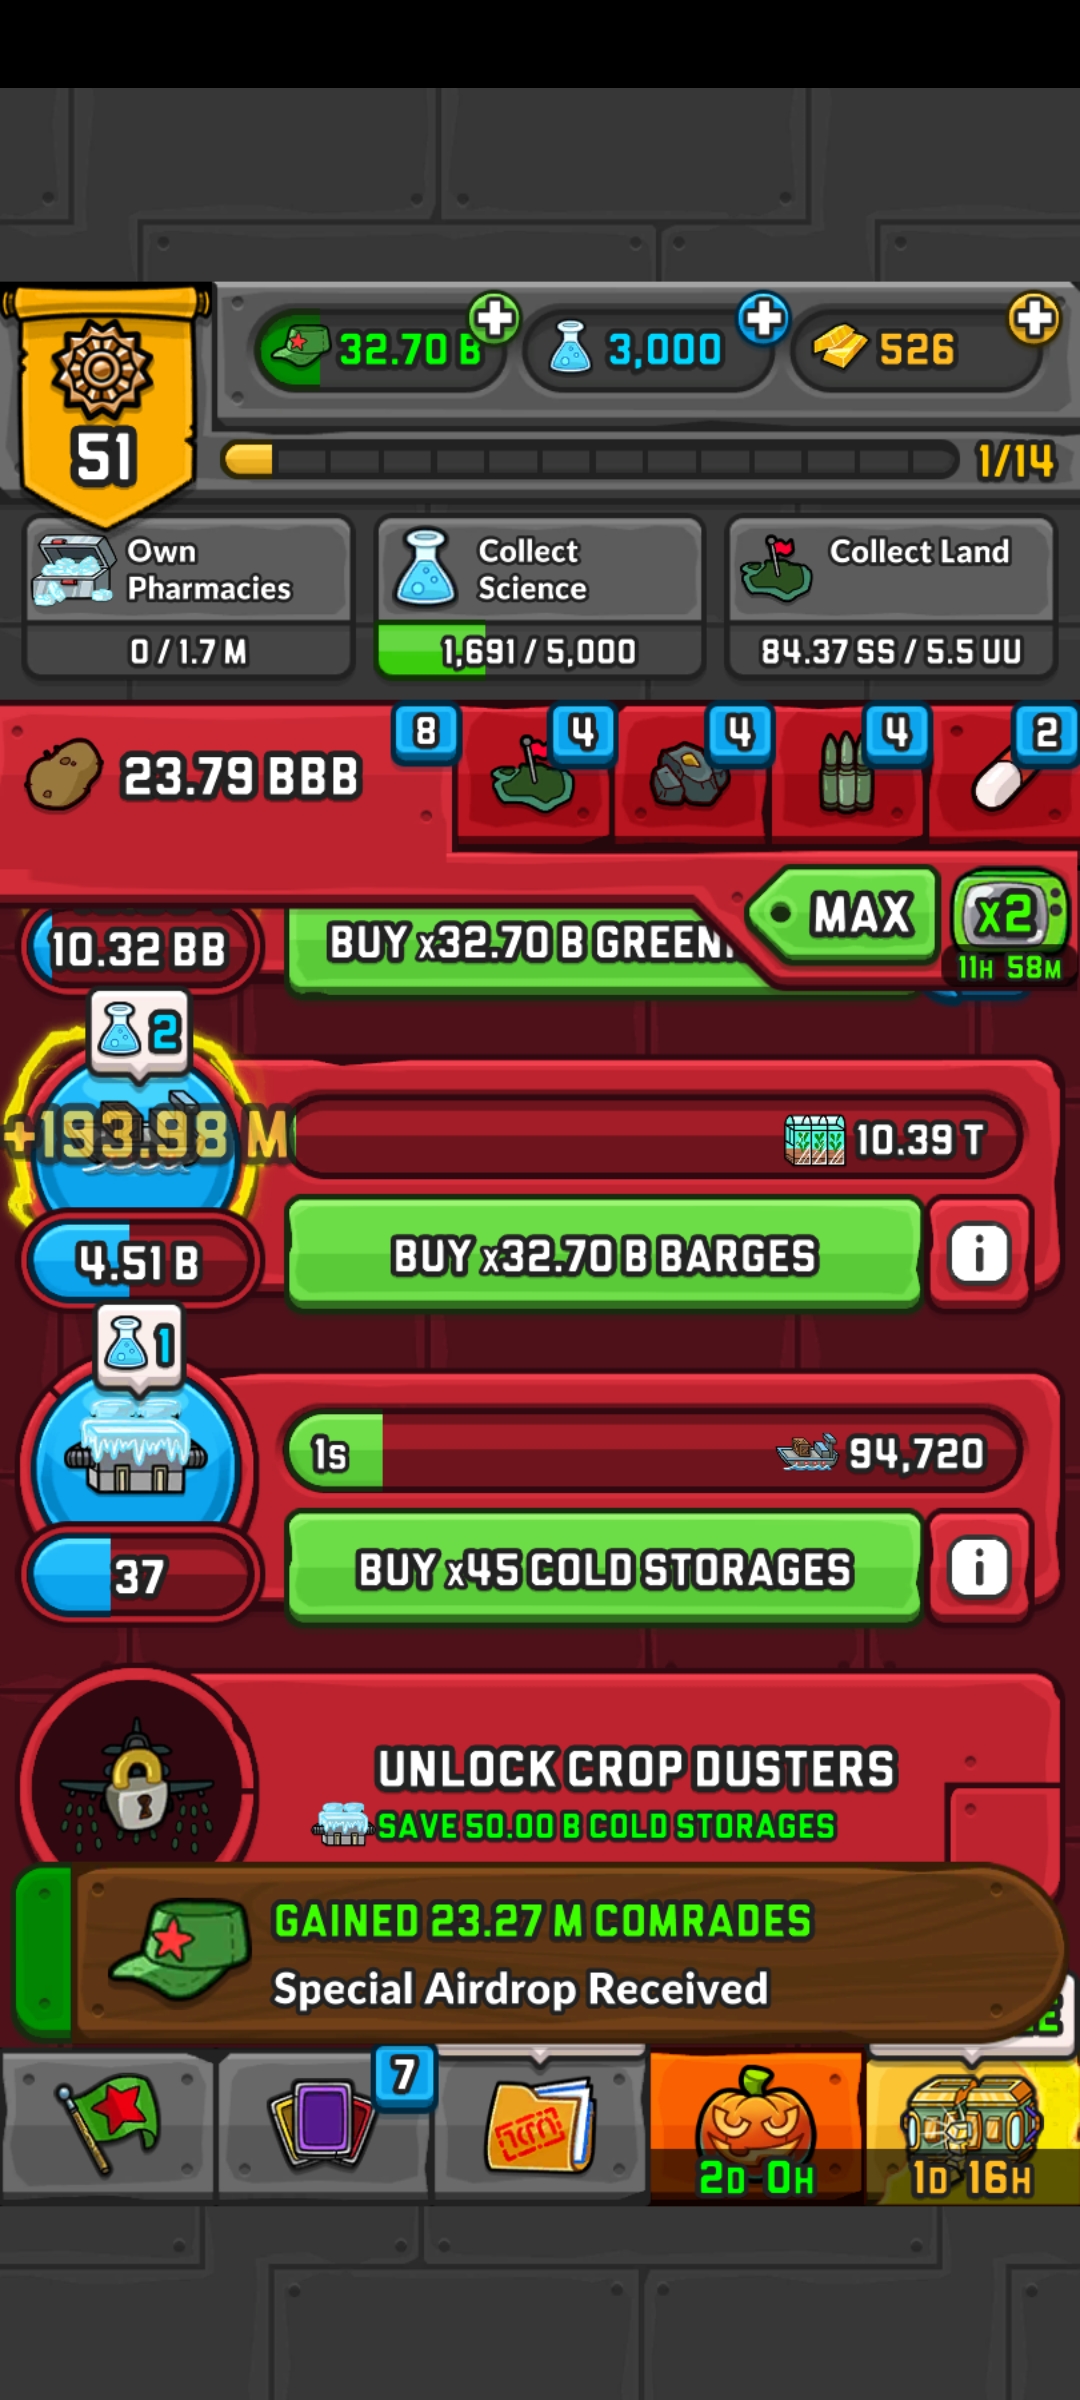 32.70 B
3,000
526
51
1/14
Own Pharmacies
0 / 1.7 M
Collect Science
1,691 / 5,000
Collect Land
84.37 SS / 5.5 UU
23.79 BBB
8
4
4
4
2
MAX
x2
11H 58M
10.32 BB
BUY x32.70 B
2
+193.98 M
10.39 T
4.51 B
BUY x32.70 B BARGES
i
1
1s
94,720
37
BUY x45 COLD STORAGES
i
UNLOCK CROP DUSTERS
SAVE 50.00 B COLD STORAGES
GAINED 23.27 M COMRADES
Special Airdrop Received
7
2D 0H
1D 16H